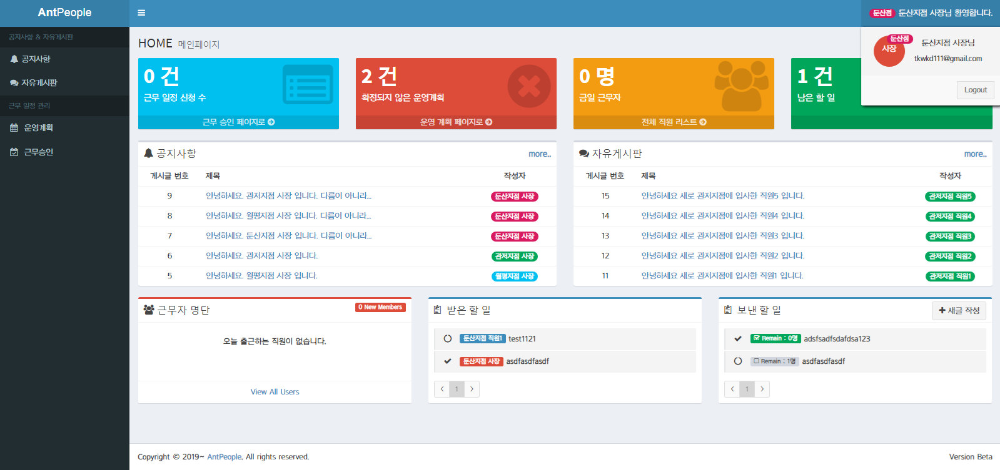 AntPeople
둔산점 둔산지점 사장님 환영합니다.
공지사항 & 자유게시판
공지사항
자유게시판
근무 일정 관리
운영계획
근무승인
HOME 메인페이지
사장 둔산점
둔산지점 사장님
tkwkd111@gmail.com
Logout
0 건
근무 일정 신청 수
근무 승인 페이지로
2 건
확정되지 않은 운영계획
운영 계획 페이지로
0 명
금일 근무자
전체 직원 리스트
1 건
남은 할 일
공지사항 more..
게시글 번호 제목 작성자
9 안녕하세요. 관저지점 사장 입니다. 다름이 아니라... 둔산지점 사장
8 안녕하세요. 월평지점 사장 입니다. 다름이 아니라... 둔산지점 사장
7 안녕하세요. 둔산지점 사장 입니다. 다름이 아니라... 둔산지점 사장
6 안녕하세요. 관저지점 사장 입니다. 관저지점 사장
5 안녕하세요. 월평지점 사장 입니다. 월평지점 사장
자유게시판 more..
게시글 번호 제목 작성자
15 안녕하세요 새로 관저지점에 입사한 직원5 입니다. 관저지점 직원5
14 안녕하세요 새로 관저지점에 입사한 직원4 입니다. 관저지점 직원4
13 안녕하세요 새로 관저지점에 입사한 직원3 입니다. 관저지점 직원3
12 안녕하세요 새로 관저지점에 입사한 직원2 입니다. 관저지점 직원2
11 안녕하세요 새로 관저지점에 입사한 직원1 입니다. 관저지점 직원1
근무자 명단 0 New Members
오늘 출근하는 직원이 없습니다.
View All Users
받은 할 일
둔산지점 직원1 test1121
둔산지점 사장 asdfasdfasdf
< 1 >
보낸 할 일 + 새글 작성
Remain : 0명 adsfsadfsdafdsa123
Remain : 1명 asdfasdfasdf
< 1 >
Copyright © 2019~ AntPeople. All rights reserved.
Version Beta